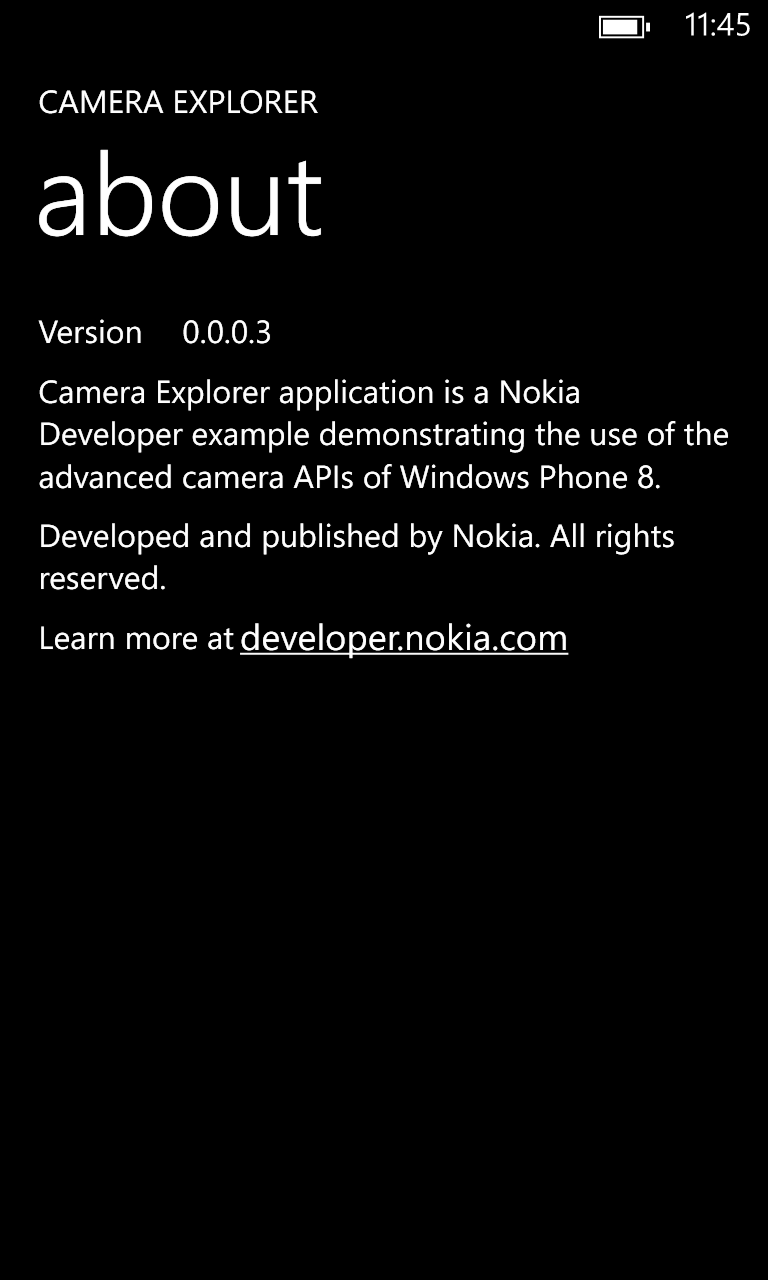 11:45
CAMERA EXPLORER
about
Version 0.0.0.3
Camera Explorer application is a Nokia
Developer example demonstrating the use of the
advanced camera APIs of Windows Phone 8.
Developed and published by Nokia. All rights
reserved.
Learn more at developer.nokia.com